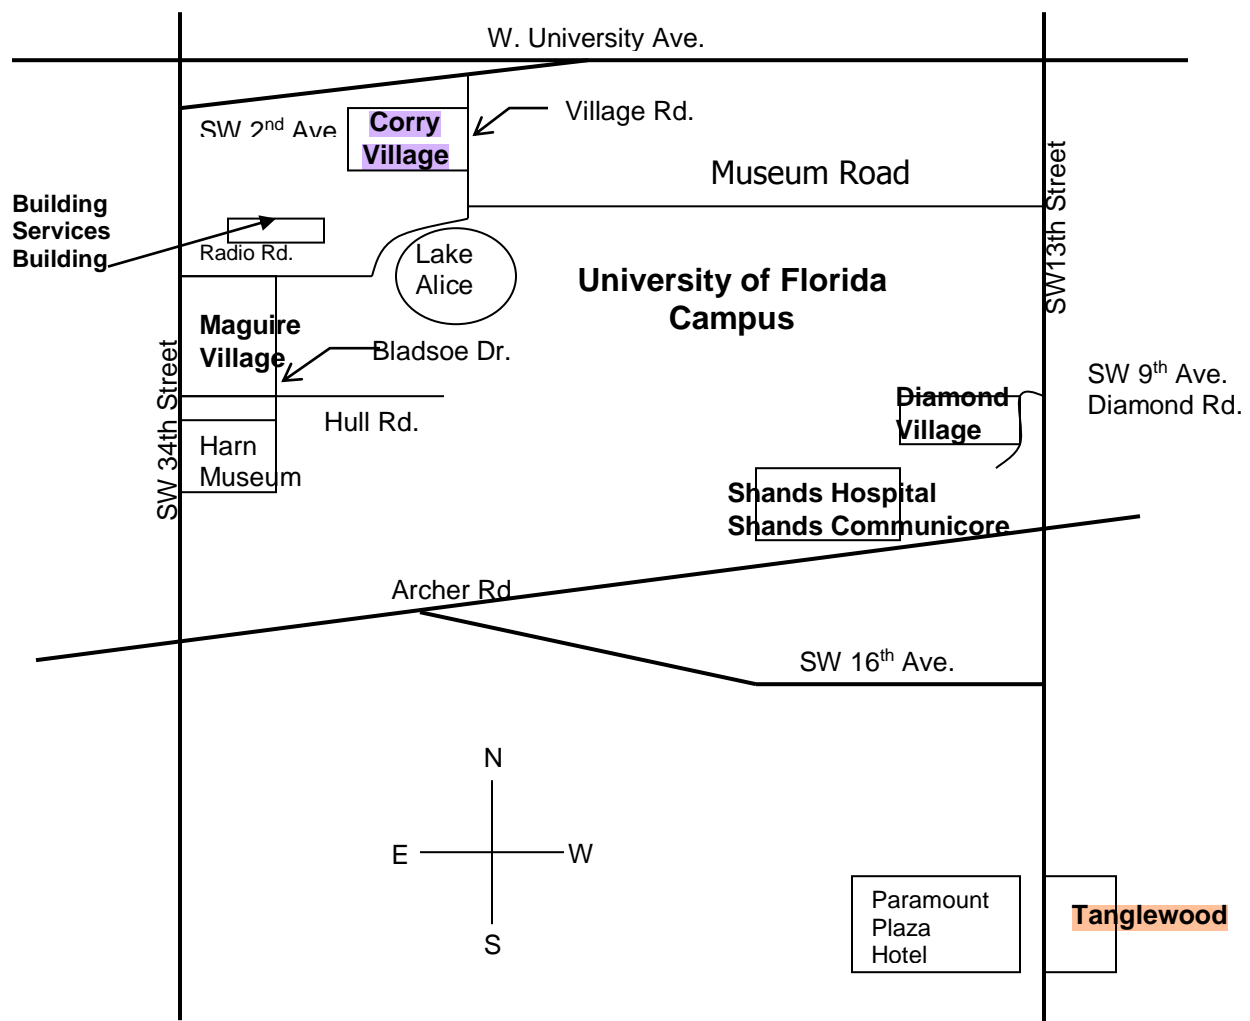 W. University Ave.
Village Rd.
SW 2nd Ave
Corry
Village
Museum Road
SW13th Street
Building
Services
Building
Radio Rd.
Lake
Alice
University of Florida
Campus
Maguire
Village
Bladsoe Dr.
SW 34th Street
Hull Rd.
Harn
Museum
SW 9th Ave.
Diamond Rd.
Diamond
Village
Shands Hospital
Shands Communicore
Archer Rd
SW 16th Ave.
N
E
W
S
Paramount
Plaza
Hotel
Tanglewood